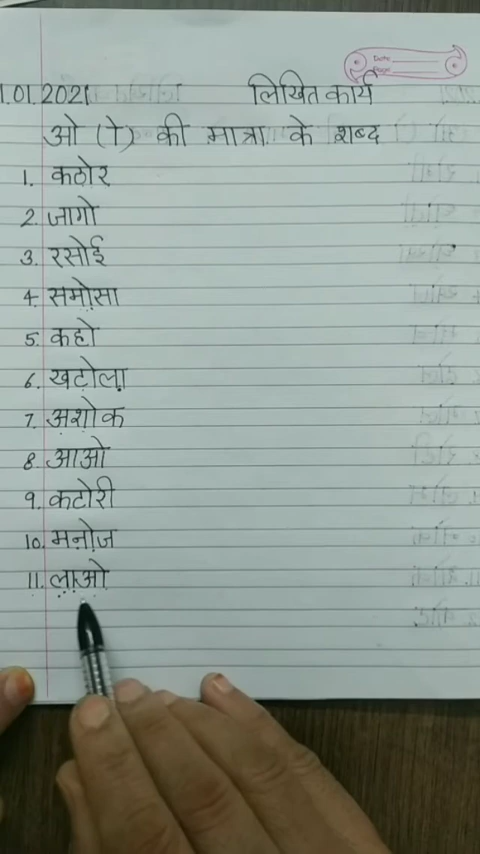 1.01.2021 लिखित कार्य
ओ (ो) की मात्रा के शब्द
1. कठोर
2. जागो
3. रसोई
4. समोसा
5. कहो
6. खटोला
7. अशोक
8. आओ
9. कटोरी
10. मनोज
11. लाओ